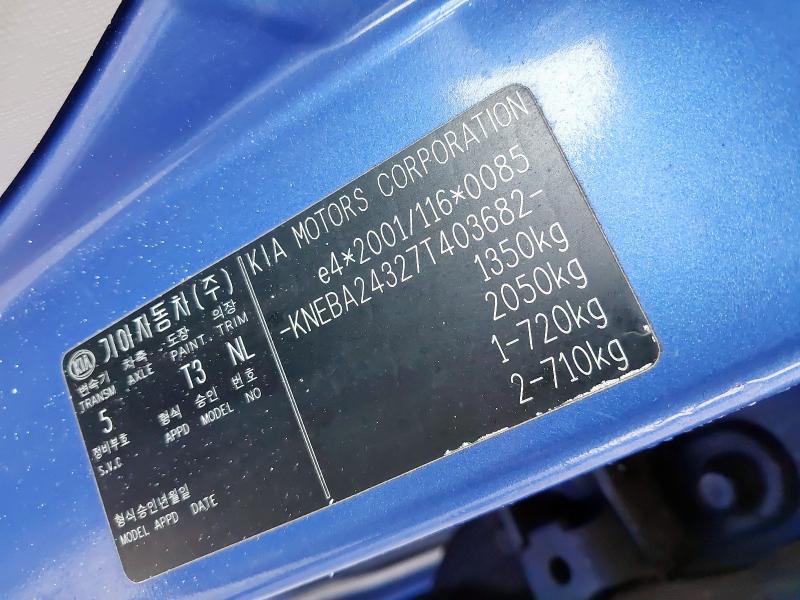 KIA 기아자동차(주)
변속기 차축 도장 의장
TRANSM AXLE PAINT. TRIM
5 T3 NL
정비부호 형식 승인 번호
S.V.C APPD MODEL NO
형식승인년월일
MODEL APPD DATE
KIA MOTORS CORPORATION
e4*2001/116*0085
-KNEBA24327T403682-
1350kg
2050kg
1-720kg
2-710kg